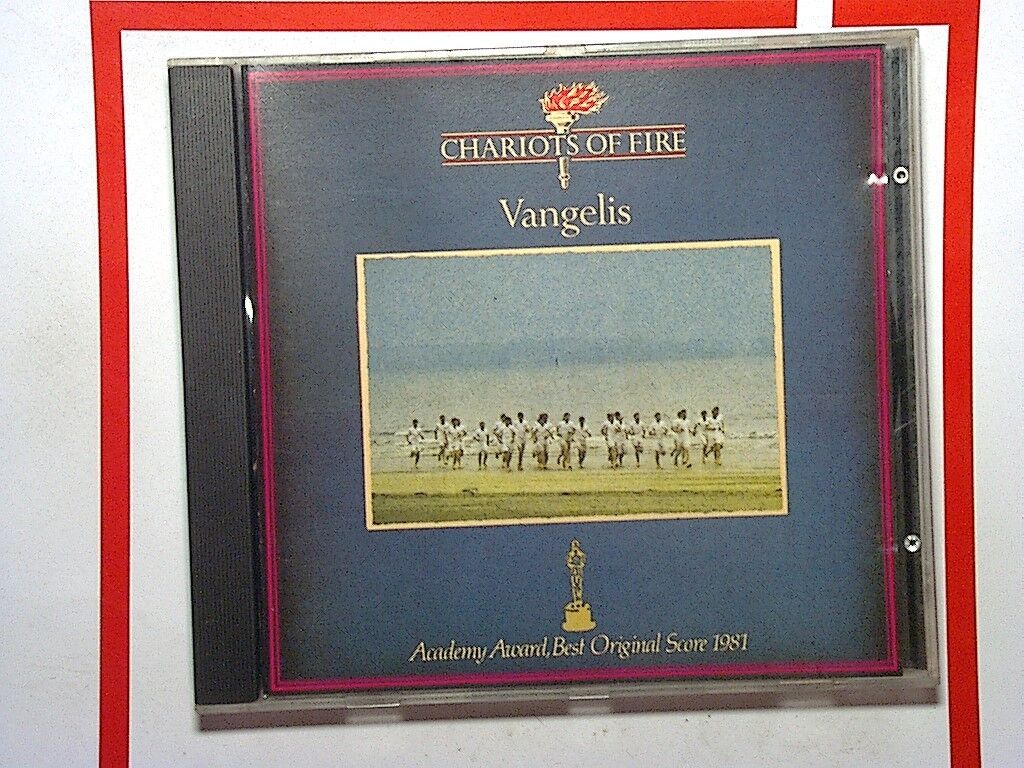 CHARIOTS OF FIRE
Vangelis
Academy Award, Best Original Score 1981